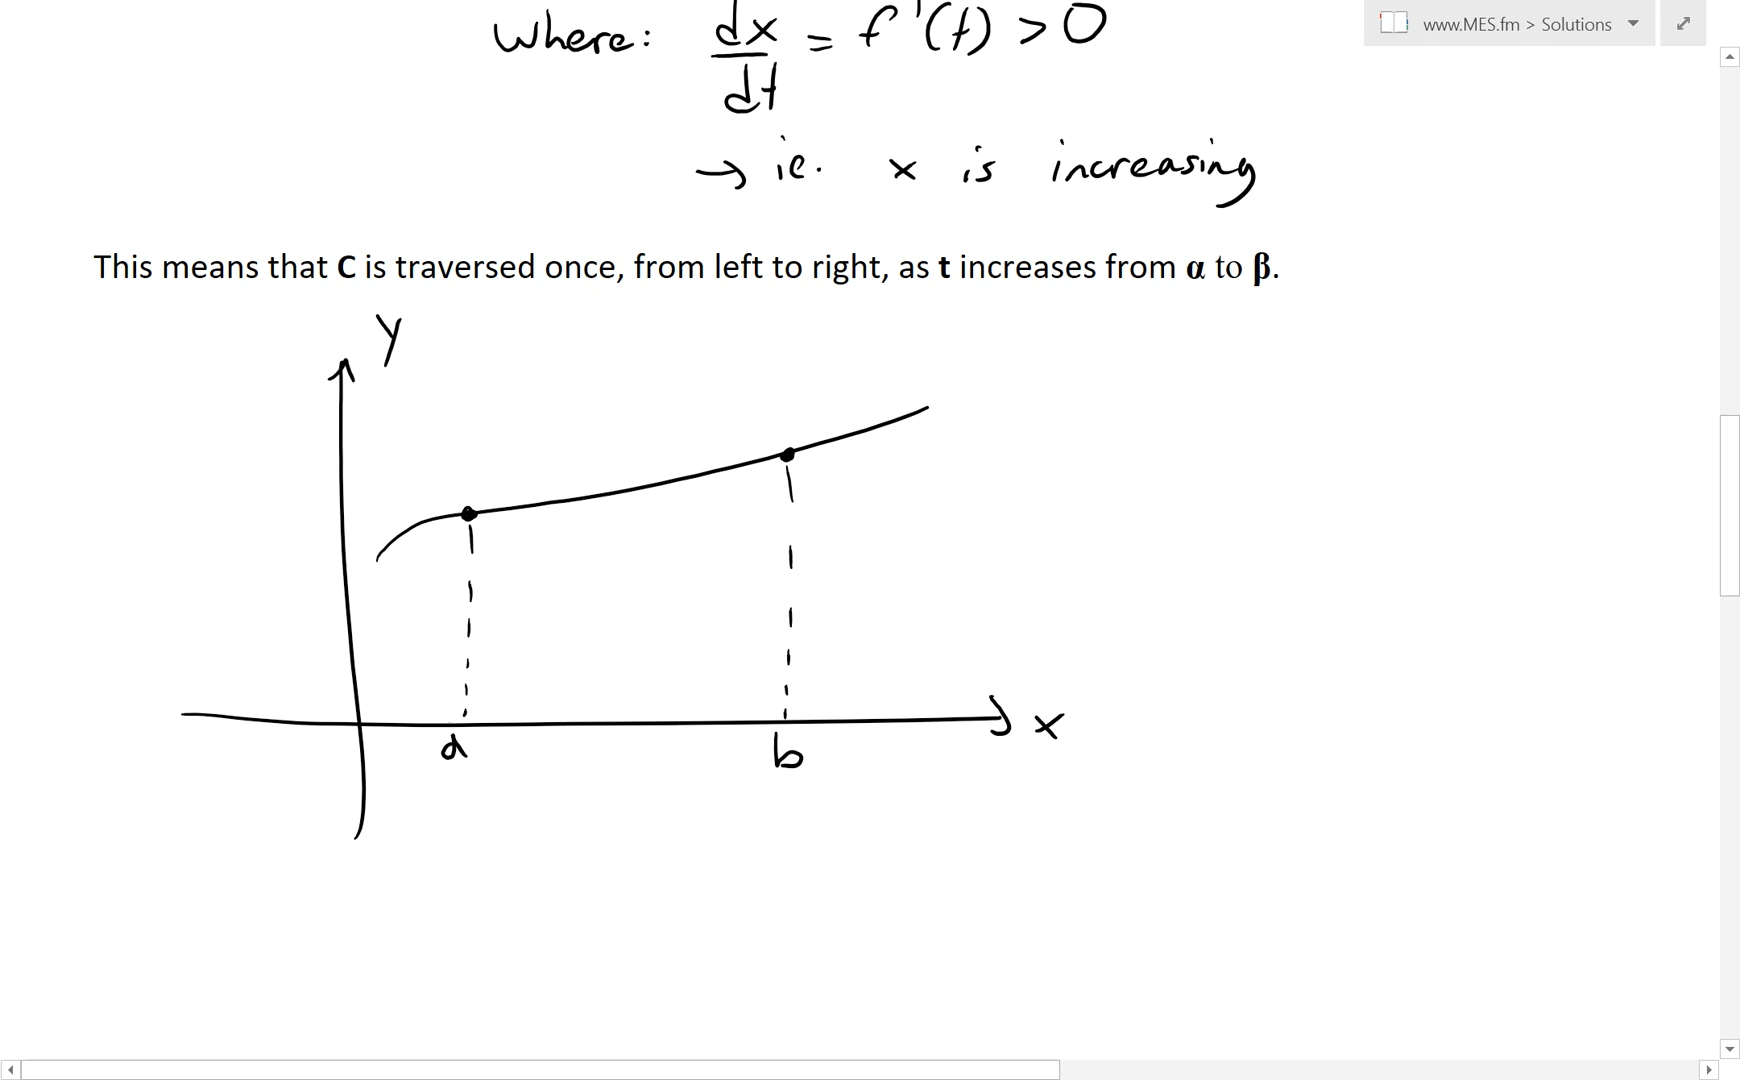 www.MES.fm > Solutions
Where: dx/dt = f'(t) > 0
→ ie. x is increasing
This means that C is traversed once, from left to right, as t increases from α to β.
y
x
a
b